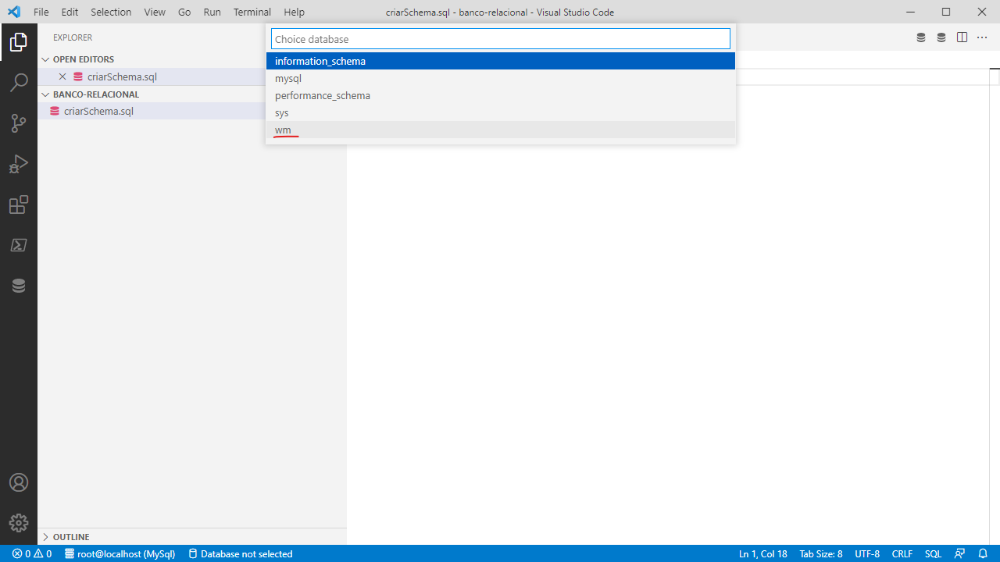 File Edit Selection View Go Run Terminal Help
criarSchema.sql - banco-relacional - Visual Studio Code
EXPLORER
OPEN EDITORS
criarSchema.sql
BANCO-RELACIONAL
criarSchema.sql
Choice database
information_schema
mysql
performance_schema
sys
wm
OUTLINE
0 0 root@localhost (MySql) Database not selected Ln 1, Col 18 Tab Size: 8 UTF-8 CRLF SQL